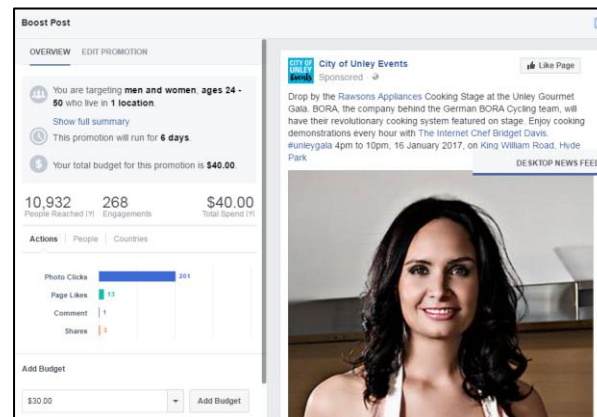 Boost Post
OVERVIEW EDIT PROMOTION
You are targeting men and women, ages 24 -
50 who live in 1 location.
Show full summary
This promotion will run for 6 days.
Your total budget for this promotion is $40.00.
10,932 268 $40.00
People Reached [?] Engagements Total Spend [?]
Actions People Countries
Photo Clicks 201
Page Likes 13
Comment 1
Shares 3
Add Budget
$30.00 Add Budget
CITY OF
UNLEY
Events
City of Unley Events
Sponsored ·
Like Page
Drop by the Rawsons Appliances Cooking Stage at the Unley Gourmet
Gala. BORA, the company behind the German BORA Cycling team, will
have their revolutionary cooking system featured on stage. Enjoy cooking
demonstrations every hour with The Internet Chef Bridget Davis.
#unleygala 4pm to 10pm, 16 January 2017, on King William Road, Hyde
Park
DESKTOP NEWS FEED